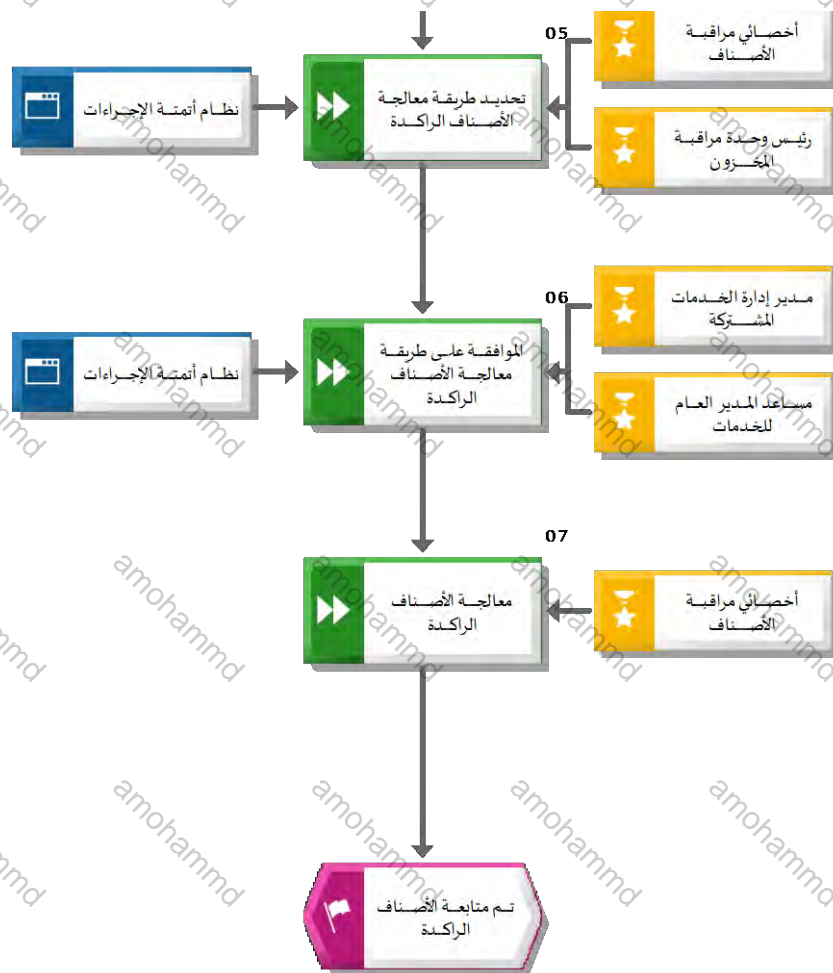 05
أخصائي مراقبة
الأصناف
رئيس وحدة مراقبة
المخزون
تحديد طريقة معالجة
الأصناف الراكدة
نظام أتمتة الإجراءات
06
مدير إدارة الخدمات
المشتركة
مساعد المدير العام
للخدمات
الموافقة على طريقة
معالجة الأصناف
الراكدة
نظام أتمتة الإجراءات
07
أخصائي مراقبة
الأصناف
معالجة الأصناف
الراكدة
تم متابعة الأصناف
الراكدة
amohammd